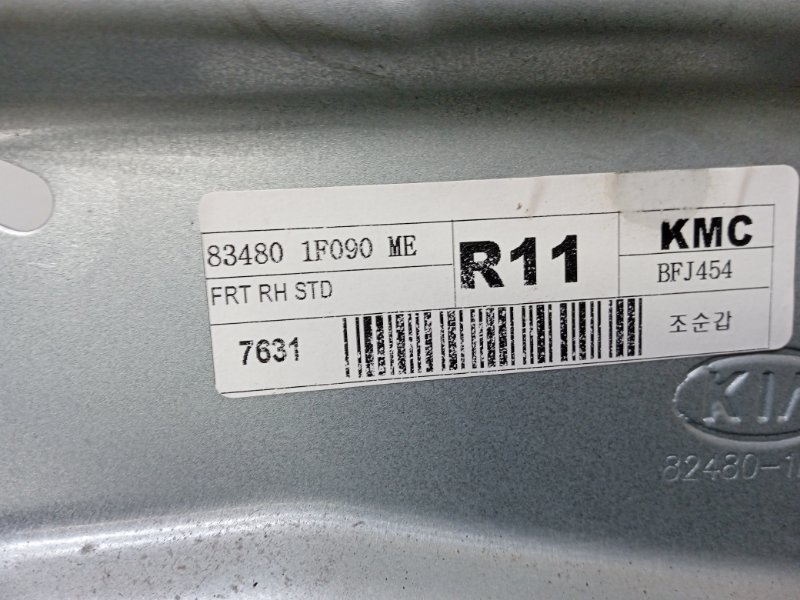 83480 1F090 ME
R11
KMC
FRT RH STD
BFJ454
7631
조순갑
KIA
82480-1